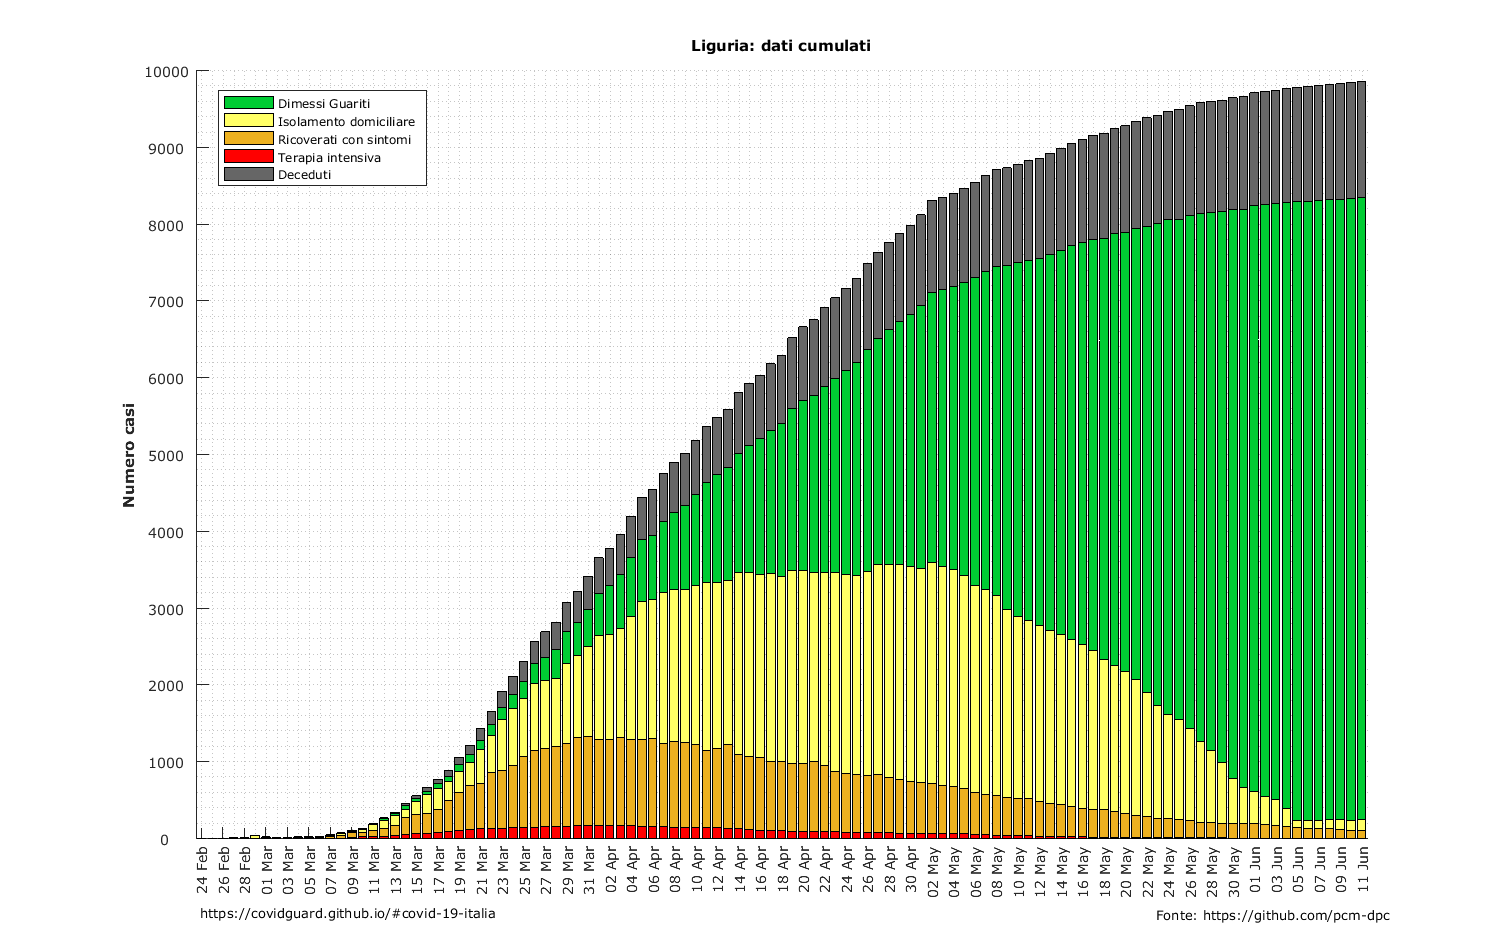 Liguria: dati cumulati
10000
9000
8000
7000
6000
5000
4000
3000
2000
1000
0
Numero casi
Dimessi Guariti
Isolamento domiciliare
Ricoverati con sintomi
Terapia intensiva
Deceduti
24 Feb
26 Feb
28 Feb
01 Mar
03 Mar
05 Mar
07 Mar
09 Mar
11 Mar
13 Mar
15 Mar
17 Mar
19 Mar
21 Mar
23 Mar
25 Mar
27 Mar
29 Mar
31 Mar
02 Apr
04 Apr
06 Apr
08 Apr
10 Apr
12 Apr
14 Apr
16 Apr
18 Apr
20 Apr
22 Apr
24 Apr
26 Apr
28 Apr
30 Apr
02 May
04 May
06 May
08 May
10 May
12 May
14 May
16 May
18 May
20 May
22 May
24 May
26 May
28 May
30 May
01 Jun
03 Jun
05 Jun
07 Jun
09 Jun
11 Jun
https://covidguard.github.io/#covid-19-italia
Fonte: https://github.com/pcm-dpc